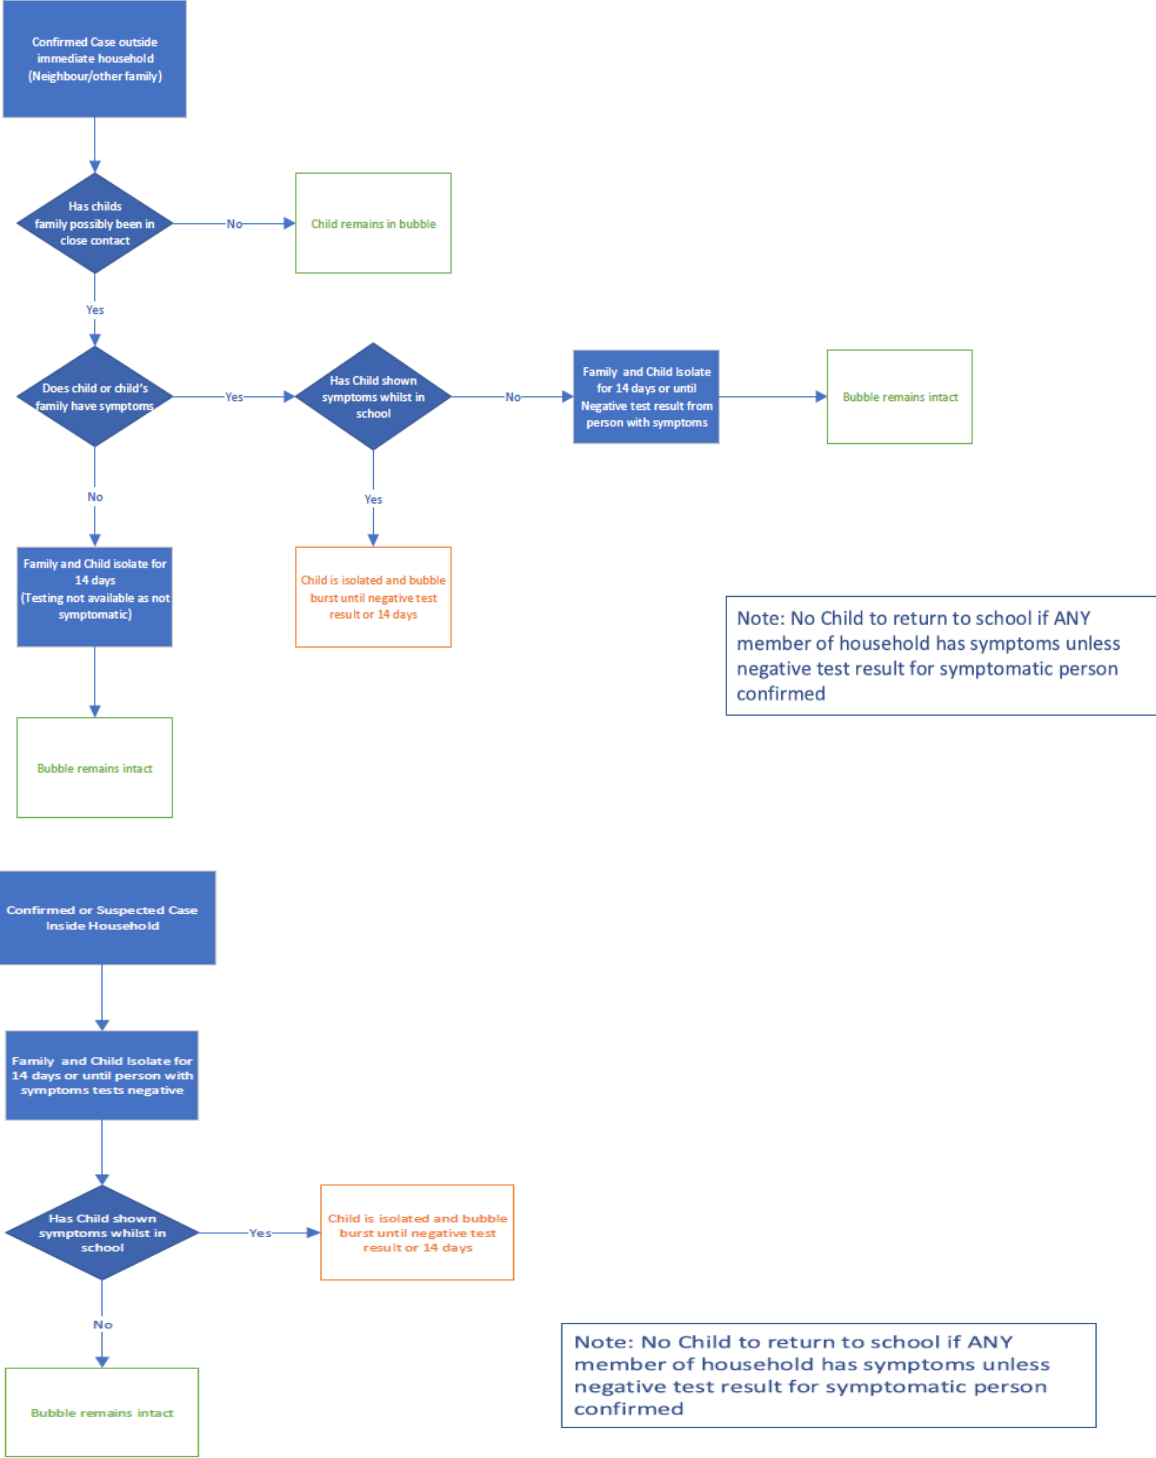 Confirmed Case outside
immediate household
(Neighbour/other family)
Has childs
family possibly been in
close contact
No
Child remains in bubble
Yes
Does child or child's
family have symptoms
Yes
Has Child shown
symptoms whilst in
school
No
Family and Child Isolate
for 14 days or until
Negative test result from
person with symptoms
Bubble remains intact
No
Yes
Family and Child isolate for
14 days
(Testing not available as not
symptomatic)
Child is isolated and bubble
burst until negative test
result or 14 days
Note: No Child to return to school if ANY
member of household has symptoms unless
negative test result for symptomatic person
confirmed
Bubble remains intact
Confirmed or Suspected Case
Inside Household
Family and Child Isolate for
14 days or until person with
symptoms tests negative
Has Child shown
symptoms whilst in
school
Yes
Child is isolated and bubble
burst until negative test
result or 14 days
No
Note: No Child to return to school if ANY
member of household has symptoms unless
negative test result for symptomatic person
confirmed
Bubble remains intact